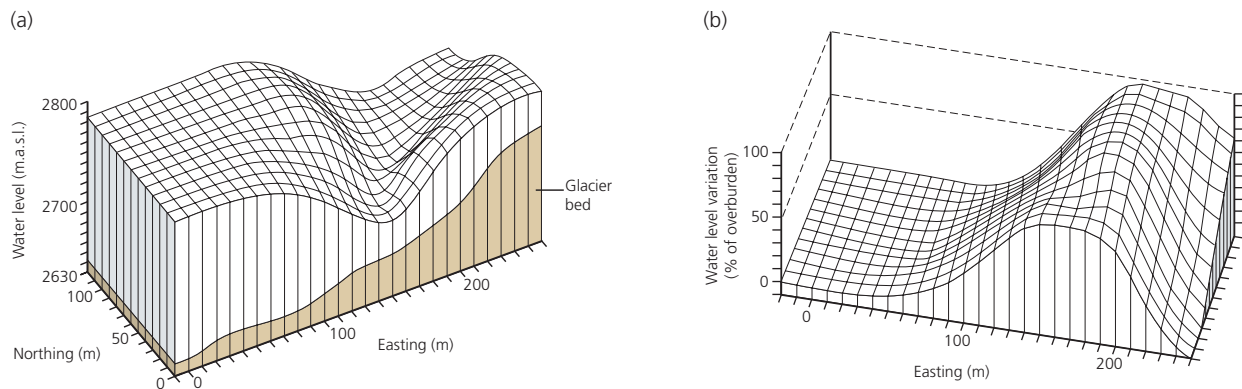 (a)
2800
2700
2630
Water level (m.a.s.l.)
100
50
0
Northing (m)
0
100
200
Easting (m)
Glacier
bed
(b)
100
50
0
Water level variation
(% of overburden)
0
100
200
Easting (m)